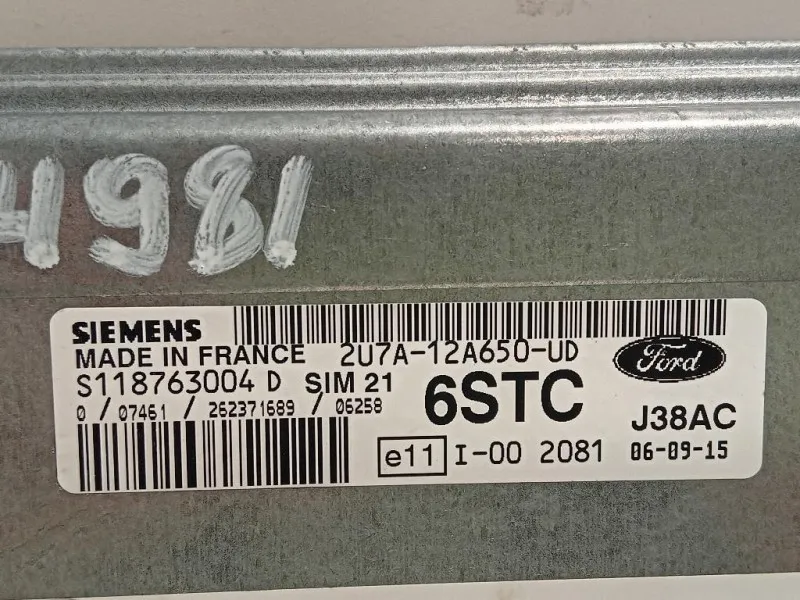 4981
SIEMENS
MADE IN FRANCE 2U7A-12A650-UD
S118763004 D SIM 21 6STC
Ford
J38AC
0 / 07461 / 262371689 / 06258
e11 I-00 2081 06-09-15